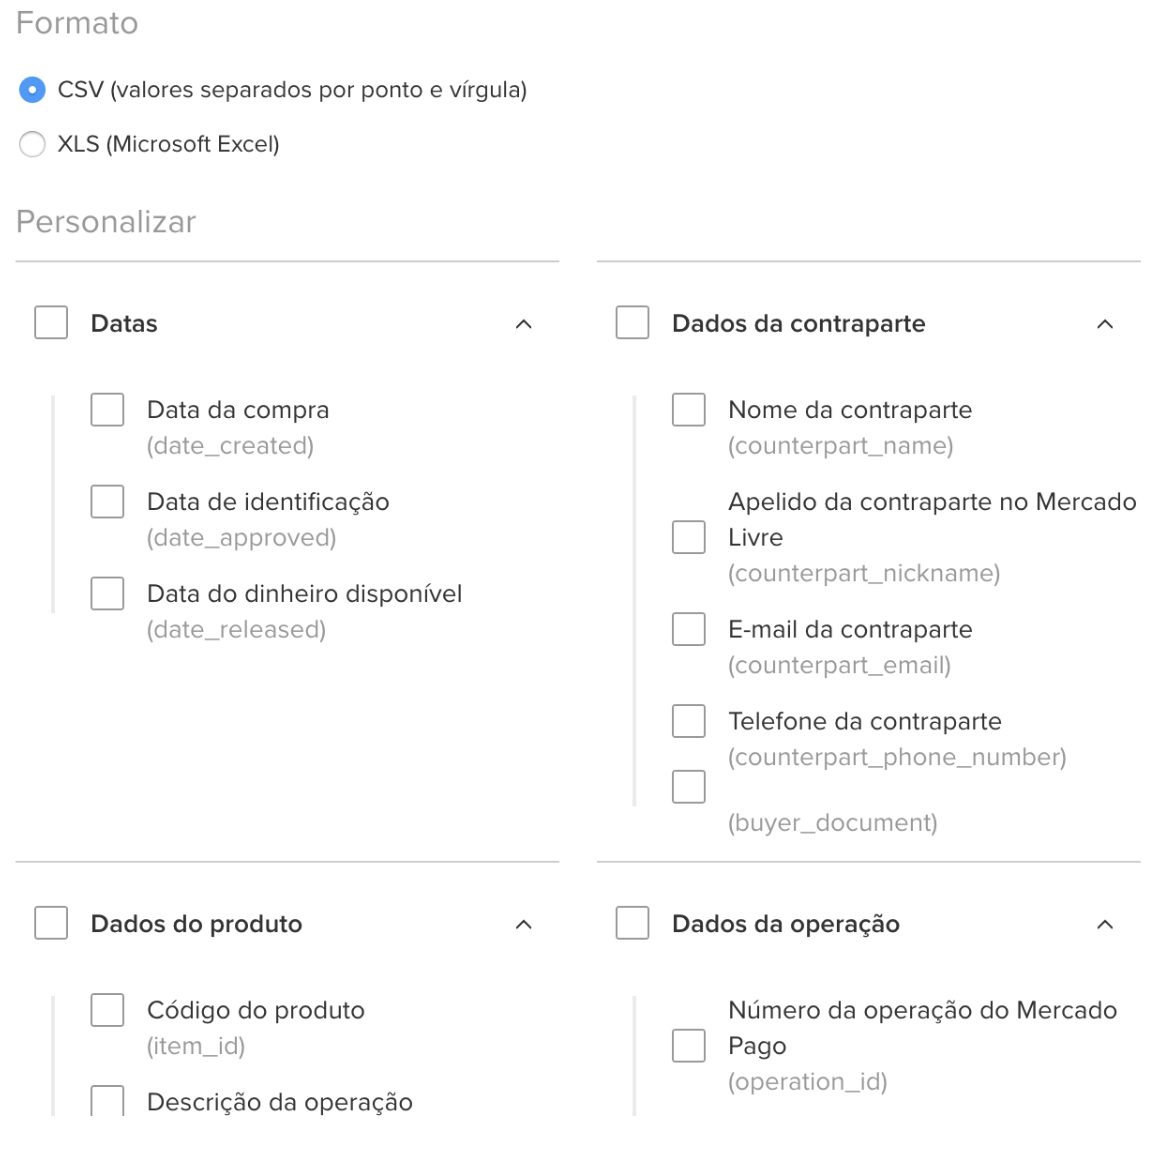 Formato
CSV (valores separados por ponto e vírgula)
XLS (Microsoft Excel)
Personalizar
Datas
Data da compra
(date_created)
Data de identificação
(date_approved)
Data do dinheiro disponível
(date_released)
Dados da contraparte
Nome da contraparte
(counterpart_name)
Apelido da contraparte no Mercado
Livre
(counterpart_nickname)
E-mail da contraparte
(counterpart_email)
Telefone da contraparte
(counterpart_phone_number)
(buyer_document)
Dados do produto
Código do produto
(item_id)
Descrição da operação
Dados da operação
Número da operação do Mercado
Pago
(operation_id)